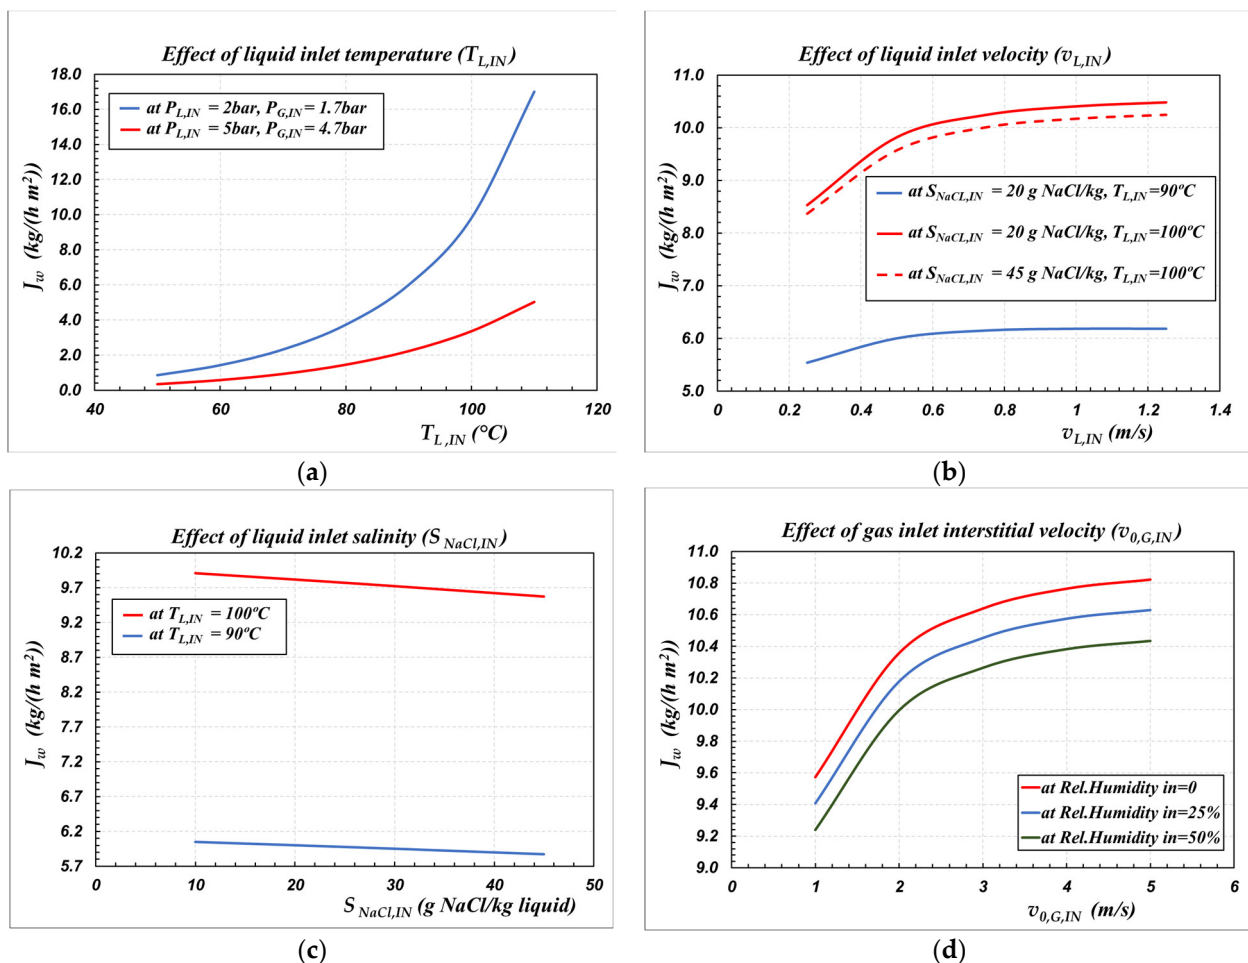 Effect of liquid inlet temperature (T_L,IN)
18.0
16.0
14.0
12.0
10.0
8.0
6.0
4.0
2.0
0.0
J_w (kg/(h m²))
at P_L,IN = 2bar, P_G,IN = 1.7bar
at P_L,IN = 5bar, P_G,IN = 4.7bar
40 60 80 100 120
T_L,IN (°C)
(a)
Effect of liquid inlet velocity (v_L,IN)
11.0
10.0
9.0
8.0
7.0
6.0
5.0
J_w (kg/(h m²))
at S_NaCL,IN = 20 g NaCl/kg, T_L,IN=90ºC
at S_NaCL,IN = 20 g NaCl/kg, T_L,IN=100ºC
at S_NaCL,IN = 45 g NaCl/kg, T_L,IN=100ºC
0 0.2 0.4 0.6 0.8 1 1.2 1.4
v_L,IN (m/s)
(b)
Effect of liquid inlet salinity (S_NaCl,IN)
10.2
9.7
9.2
8.7
8.2
7.7
7.2
6.7
6.2
5.7
J_w (kg/(h m²))
at T_L,IN = 100ºC
at T_L,IN = 90ºC
0 10 20 30 40 50
S_NaCl,IN (g NaCl/kg liquid)
(c)
Effect of gas inlet interstitial velocity (v_0,G,IN)
11.0
10.8
10.6
10.4
10.2
10.0
9.8
9.6
9.4
9.2
9.0
J_w (kg/(h m²))
at Rel.Humidity in=0
at Rel.Humidity in=25%
at Rel.Humidity in=50%
0 1 2 3 4 5 6
v_0,G,IN (m/s)
(d)